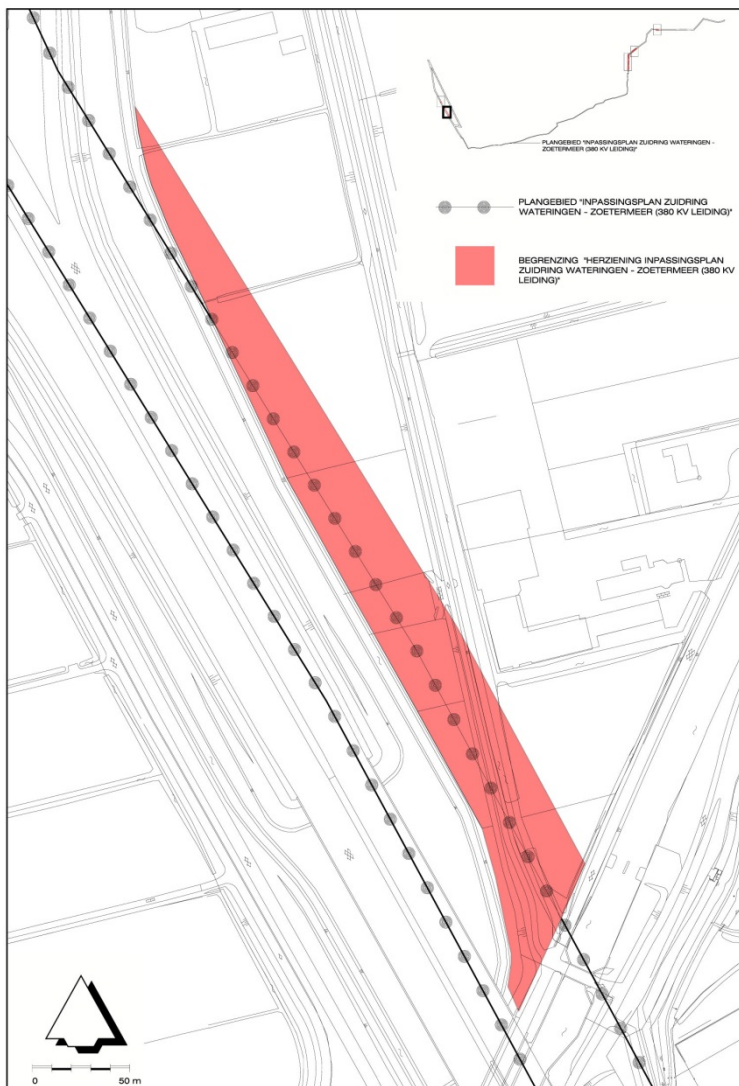 PLANGEBIED "INPASSINGSPLAN ZUIDRING WATERINGEN -
ZOETERMEER (380 KV LEIDING)"
PLANGEBIED "INPASSINGSPLAN ZUIDRING
WATERINGEN - ZOETERMEER (380 KV LEIDING)"
BEGRENZING "HERZIENING INPASSINGSPLAN
ZUIDRING WATERINGEN - ZOETERMEER (380 KV
LEIDING)"
0 50 m